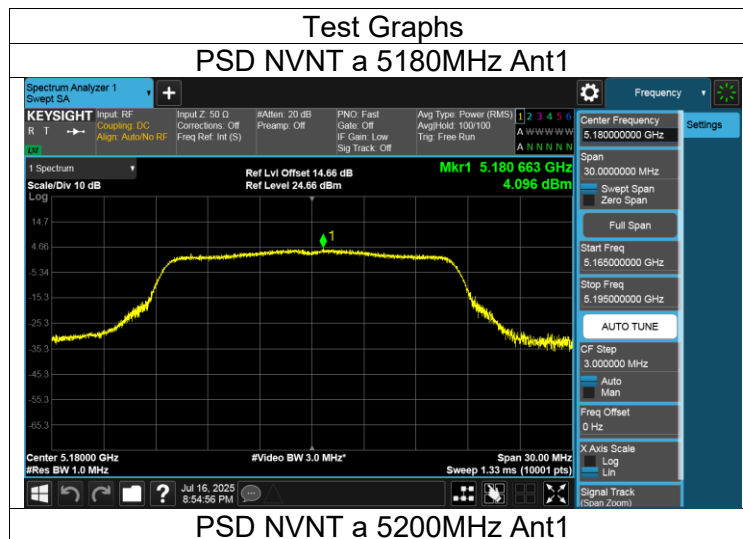 Test Graphs
PSD NVNT a 5180MHz Ant1
Spectrum Analyzer 1
Swept SA
Frequency
KEYSIGHT
R T
LXI
Input: RF
Coupling: DC
Align: Auto/No RF
Input Z: 50 Ω
Corrections: Off
Freq Ref: Int (S)
#Atten: 20 dB
Preamp: Off
PNO: Fast
Gate: Off
IF Gain: Low
Sig Track: Off
Avg Type: Power (RMS)
Avg|Hold: 100/100
Trig: Free Run
1 2 3 4 5 6
A W W W W W
A N N N N N
1 Spectrum
Scale/Div 10 dB
Log
Ref Lvl Offset 14.66 dB
Ref Level 24.66 dBm
Mkr1 5.180 663 GHz
4.096 dBm
14.7
4.66
-5.34
-15.3
-25.3
-35.3
-45.3
-55.3
-65.3
1
Center 5.18000 GHz
#Res BW 1.0 MHz
#Video BW 3.0 MHz*
Span 30.00 MHz
Sweep 1.33 ms (10001 pts)
Center Frequency
5.180000000 GHz
Settings
Span
30.0000000 MHz
Swept Span
Zero Span
Full Span
Start Freq
5.165000000 GHz
Stop Freq
5.195000000 GHz
AUTO TUNE
CF Step
3.000000 MHz
Auto
Man
Freq Offset
0 Hz
X Axis Scale
Log
Lin
Signal Track
(Span Zoom)
?
Jul 16, 2025
8:54:56 PM
PSD NVNT a 5200MHz Ant1